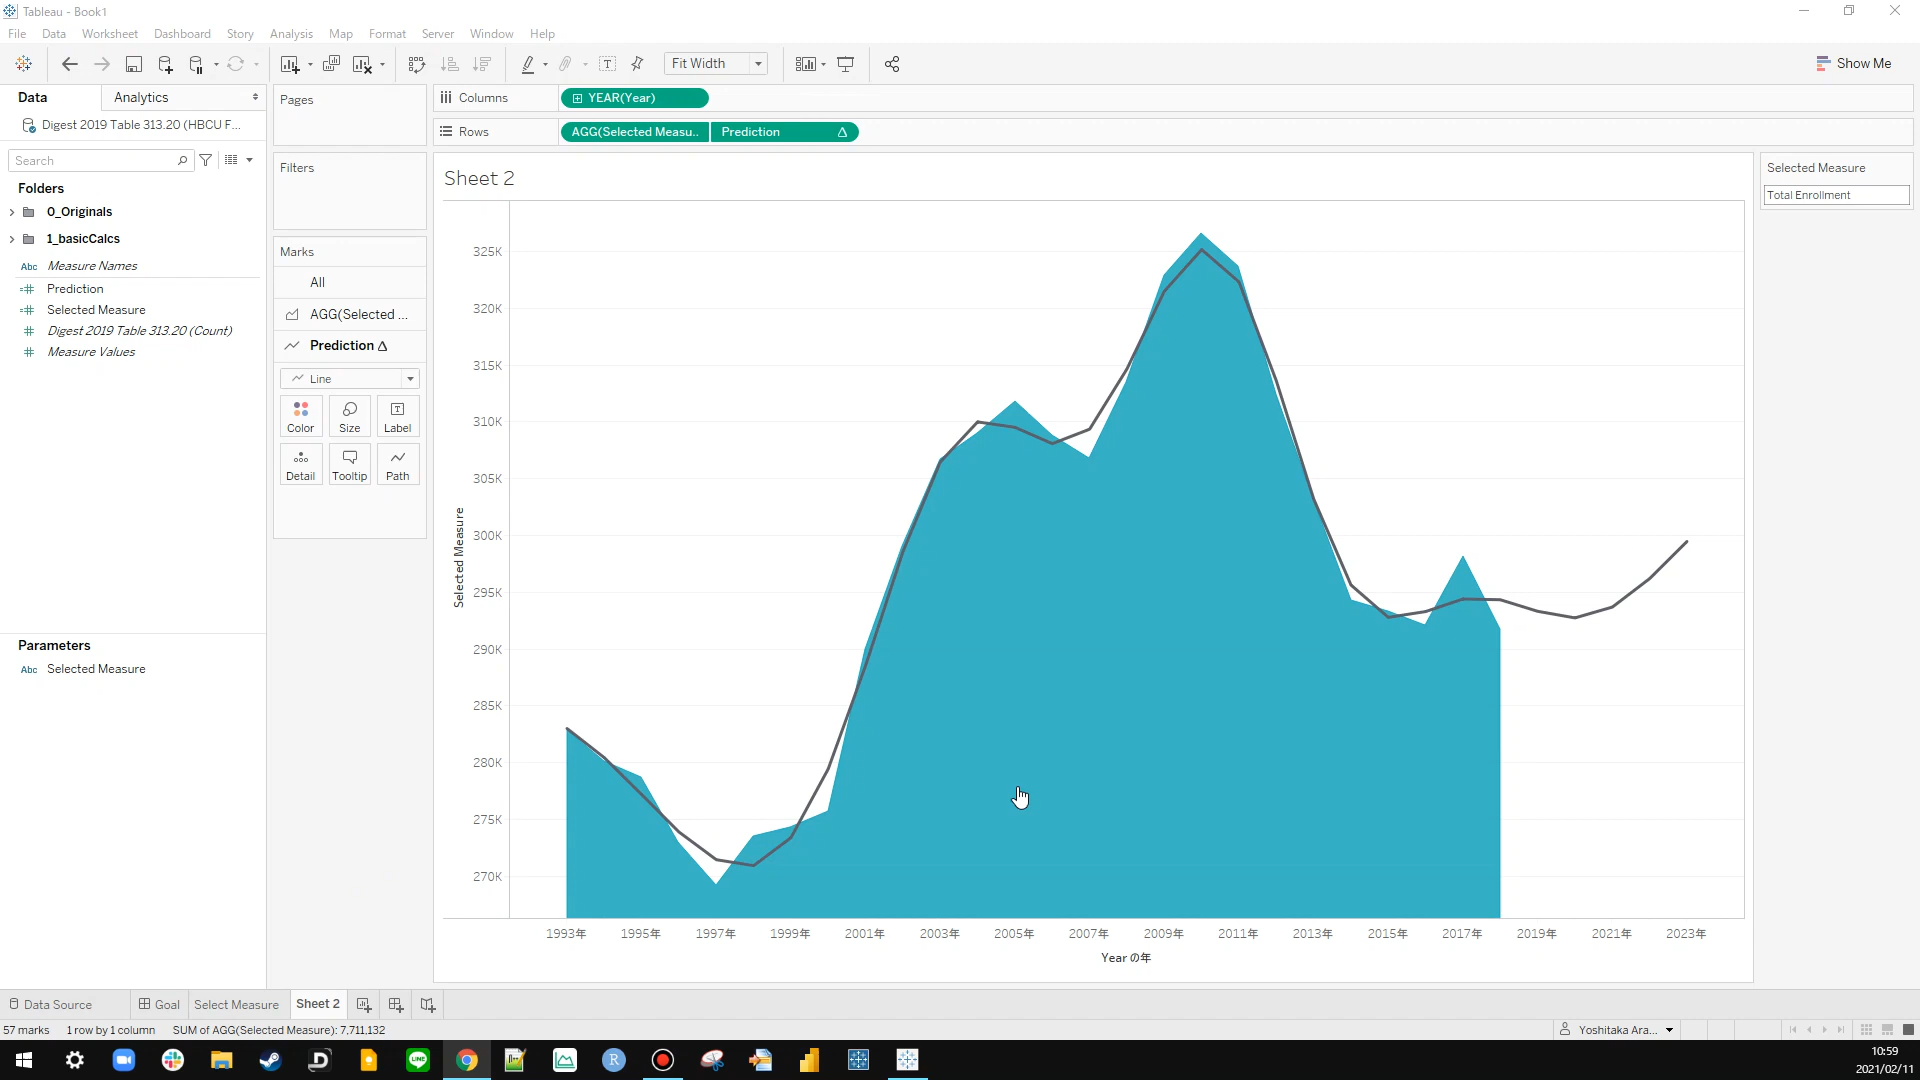 Tableau - Book1
File Data Worksheet Dashboard Story Analysis Map Format Server Window Help
Fit Width
Show Me
Data Analytics
Digest 2019 Table 313.20 (HBCU F...
Search
Folders
0_Originals
1_basicCalcs
Abc Measure Names
Prediction
Selected Measure
Digest 2019 Table 313.20 (Count)
Measure Values
Parameters
Abc Selected Measure
Pages
Filters
Marks
All
AGG(Selected ...
Prediction Δ
Line
Color Size Label
Detail Tooltip Path
Columns YEAR(Year)
Rows AGG(Selected Measu.. Prediction Δ
Sheet 2
325K
320K
315K
310K
305K
300K
295K
290K
285K
280K
275K
270K
Selected Measure
1993年 1995年 1997年 1999年 2001年 2003年 2005年 2007年 2009年 2011年 2013年 2015年 2017年 2019年 2021年 2023年
Year の年
Selected Measure
Total Enrollment
Data Source Goal Select Measure Sheet 2
57 marks 1 row by 1 column SUM of AGG(Selected Measure): 7,711,132
Yoshitaka Ara...
LINE
R
10:59
2021/02/11